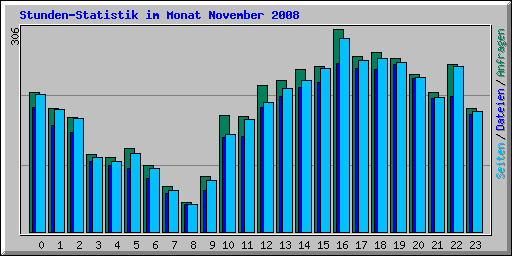 Stunden-Statistik im Monat November 2008
306
Seiten / Dateien / Anfragen
0 1 2 3 4 5 6 7 8 9 10 11 12 13 14 15 16 17 18 19 20 21 22 23